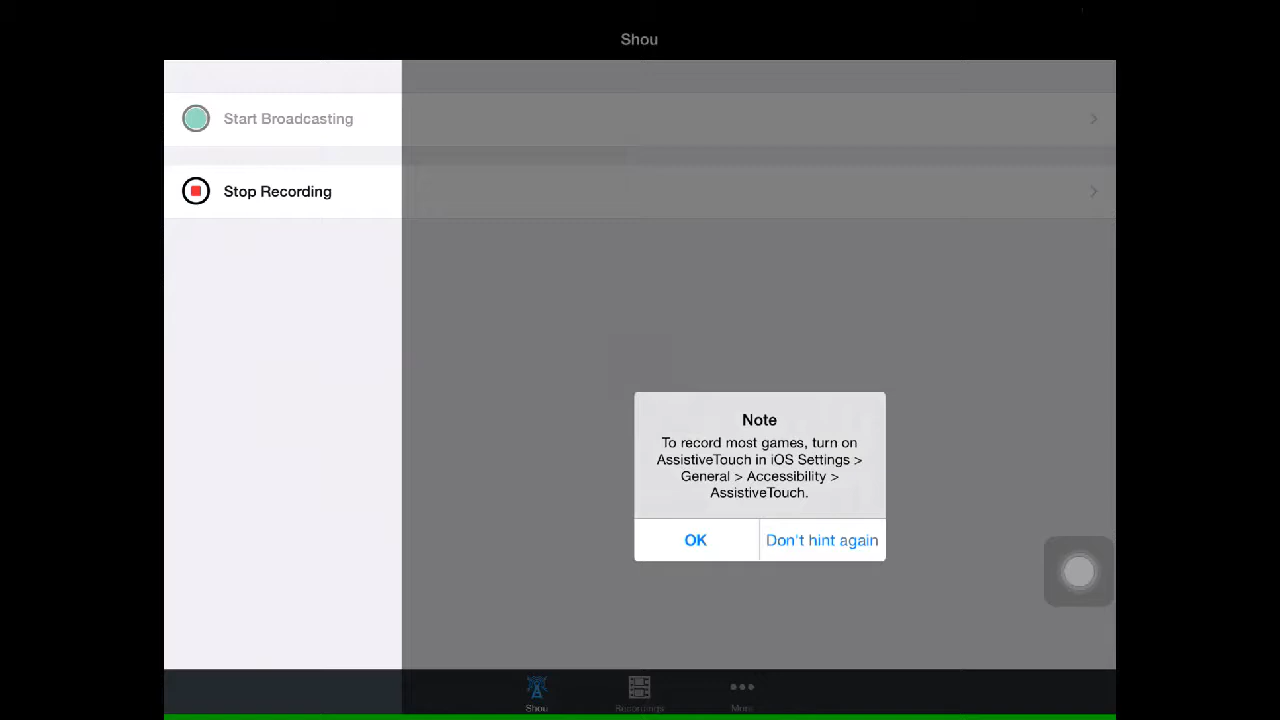 Shou
Start Broadcasting
Stop Recording
Note
To record most games, turn on
AssistiveTouch in iOS Settings >
General > Accessibility >
AssistiveTouch.
OK
Don't hint again
Shou
Recordings
More